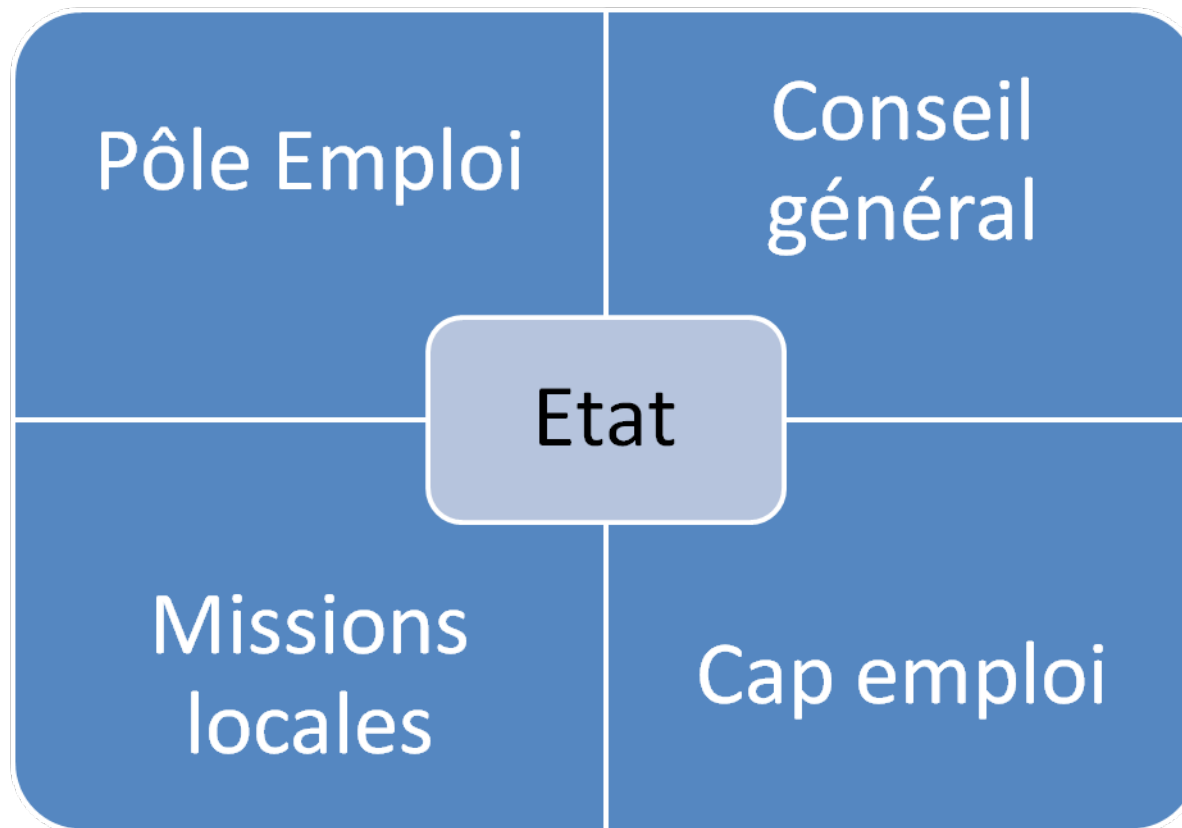 Pôle Emploi
Conseil
général
Etat
Missions
locales
Cap emploi